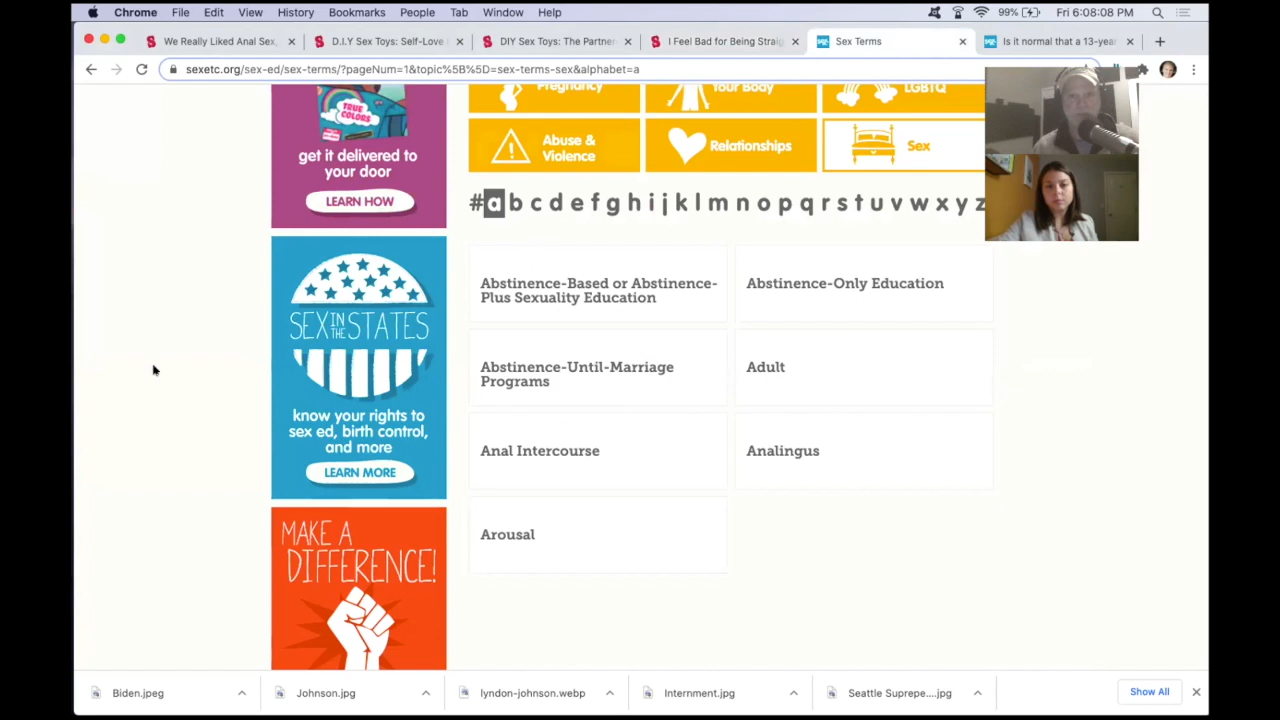 Chrome File Edit View History Bookmarks People Tab Window Help 99% Fri 6:08:08 PM
We Really Liked Anal Sex, D.I.Y Sex Toys: Self-Love DIY Sex Toys: The Partner I Feel Bad for Being Straig Sex Terms Is it normal that a 13-year
sexetc.org/sex-ed/sex-terms/?pageNum=1&topic%5B%5D=sex-terms-sex&alphabet=a
TRUE
COLORS
get it delivered to
your door
LEARN HOW
Pregnancy
Your Body
LGBTQ
Abuse &
Violence
Relationships
Sex
# a b c d e f g h i j k l m n o p q r s t u v w x y z
SEX IN THE STATES
know your rights to
sex ed, birth control,
and more
LEARN MORE
MAKE A
DIFFERENCE!
Abstinence-Based or Abstinence-
Plus Sexuality Education
Abstinence-Only Education
Abstinence-Until-Marriage
Programs
Adult
Anal Intercourse
Analingus
Arousal
Biden.jpeg Johnson.jpg lyndon-johnson.webp Internment.jpg Seattle Suprepe....jpg Show All